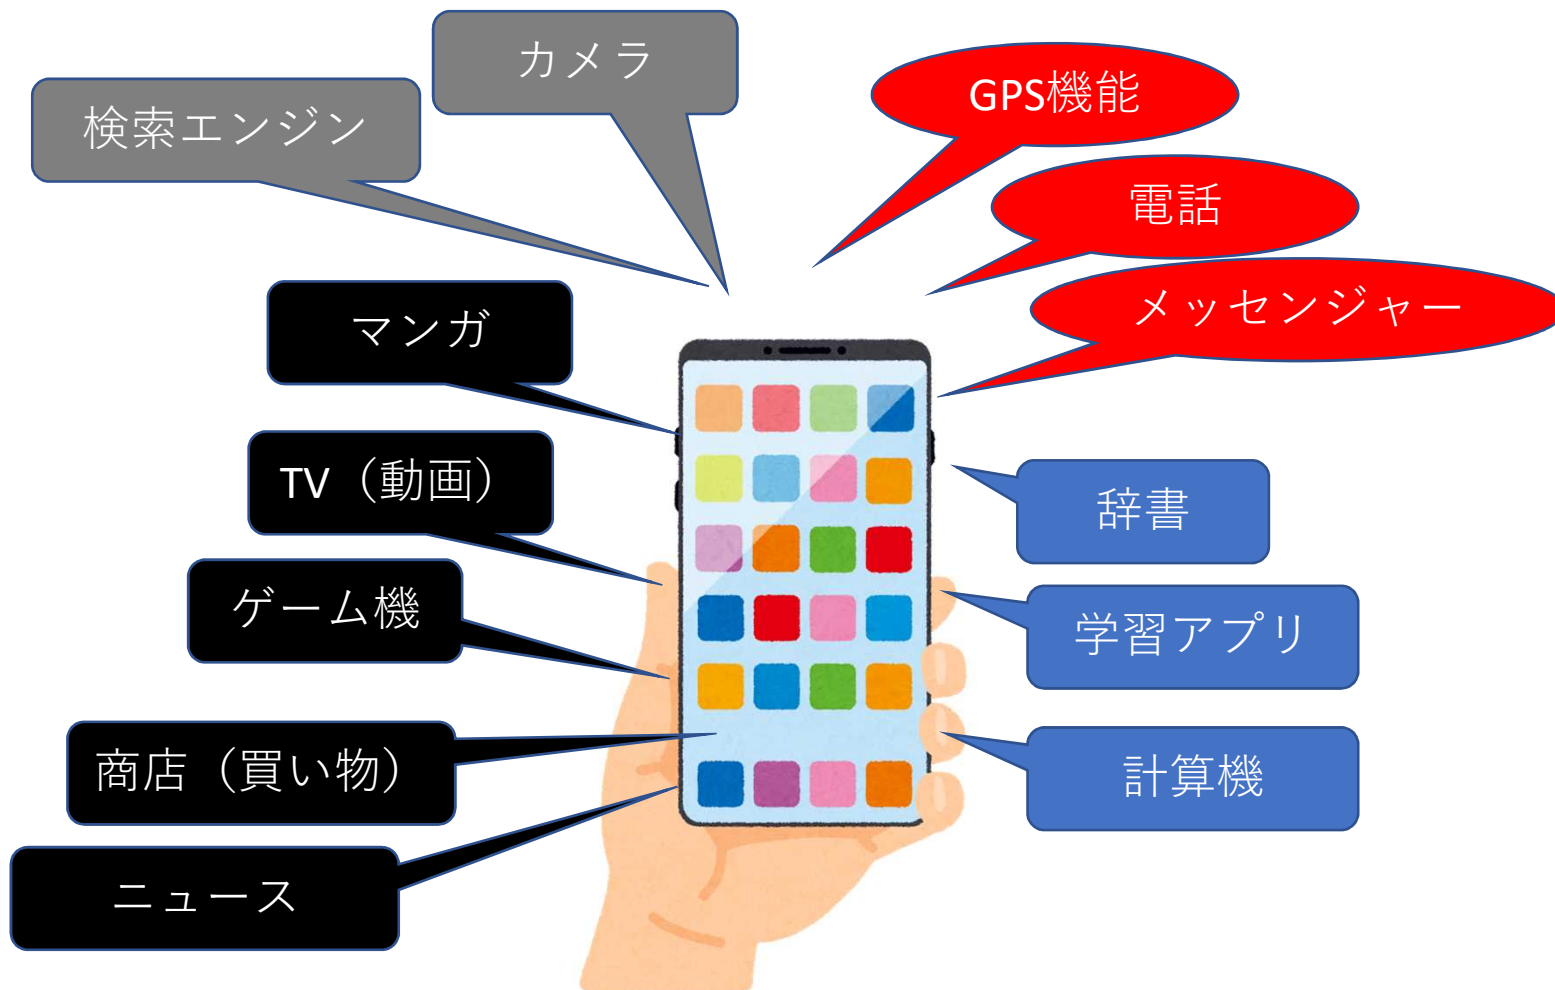 カメラ
検索エンジン
GPS機能
電話
メッセンジャー
マンガ
TV（動画）
ゲーム機
商店（買い物）
ニュース
辞書
学習アプリ
計算機